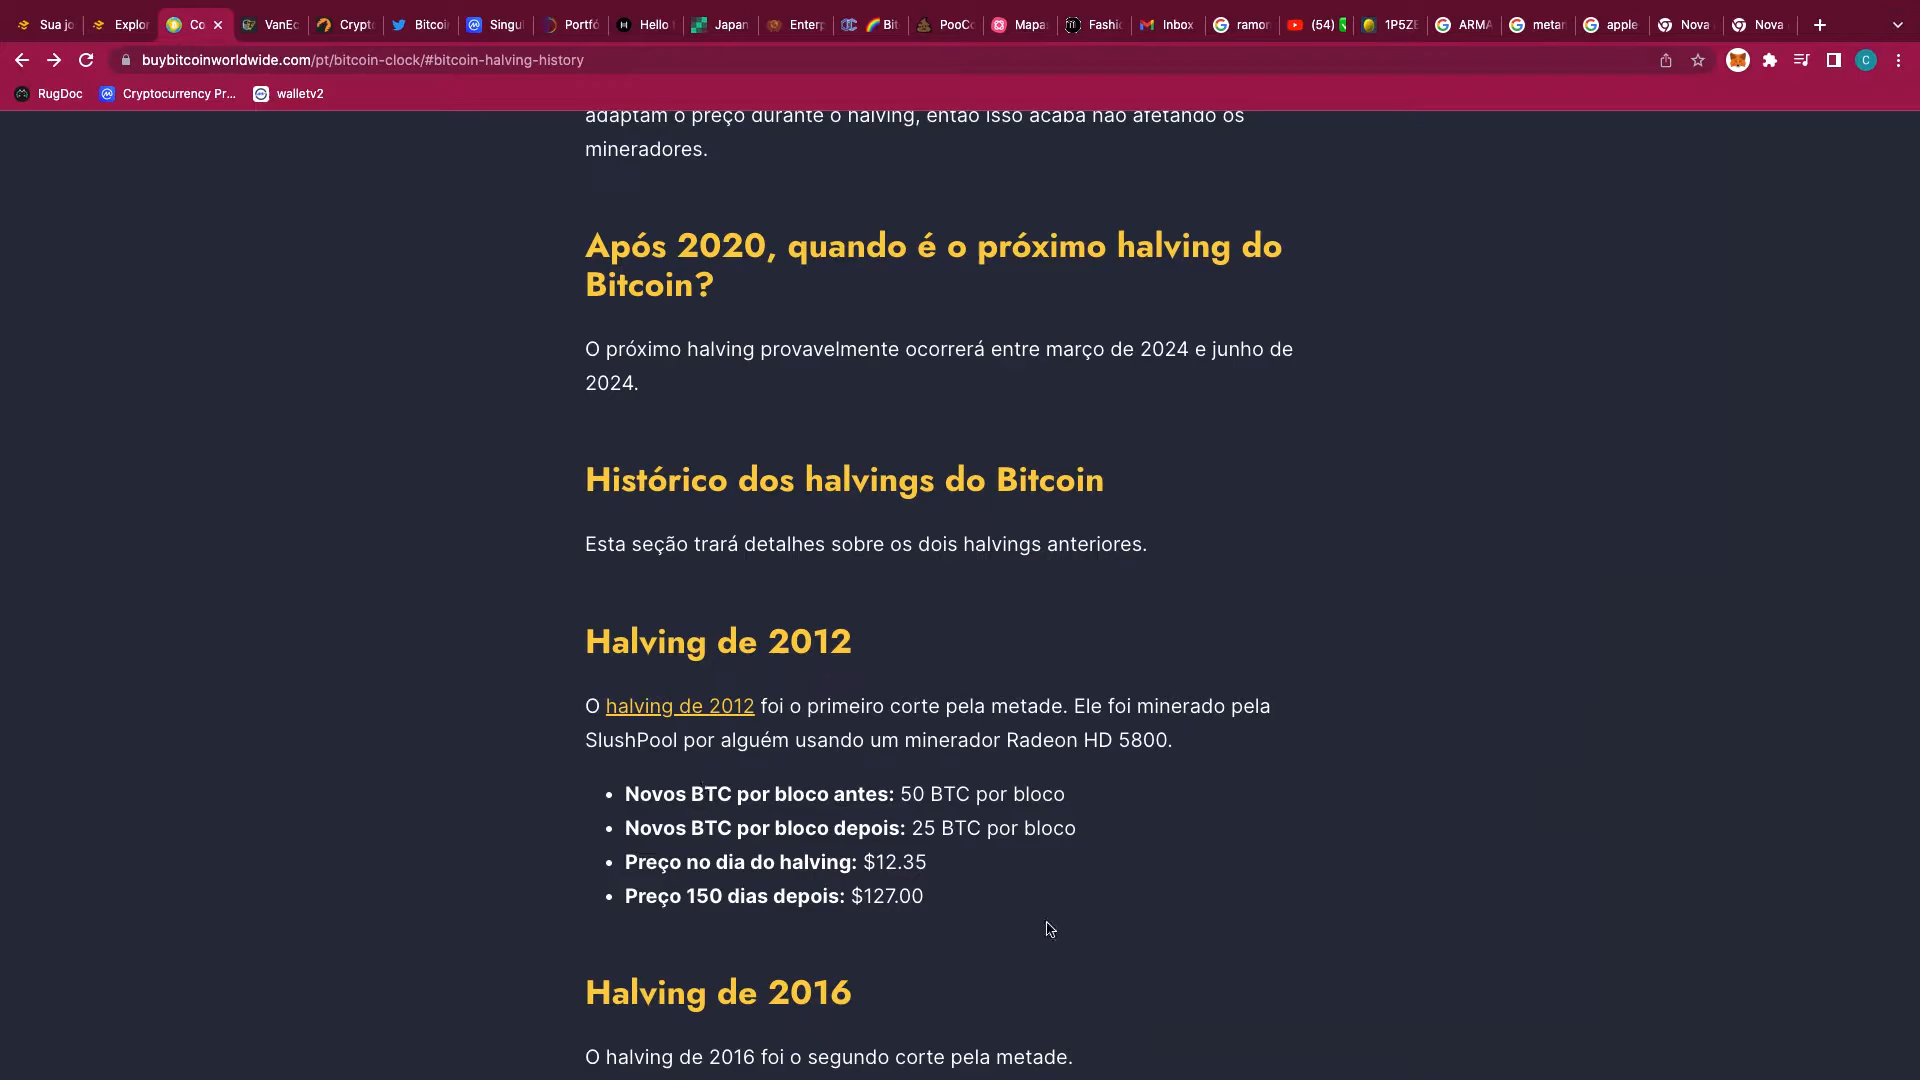 Sua jo
Explor
Co
VanEc
Crypt
Bitcoi
Singul
Portfó
Hello
Japan
Enterp
Bit
PooCo
Mapa
Fashio
Inbox
ramon
(54)
1P5ZE
ARMA
metan
apple
Nova
Nova
buybitcoinworldwide.com/pt/bitcoin-clock/#bitcoin-halving-history
C
RugDoc
Cryptocurrency Pr...
walletv2
adaptam o preço durante o halving, então isso acaba não afetando os
mineradores.
Após 2020, quando é o próximo halving do
Bitcoin?
O próximo halving provavelmente ocorrerá entre março de 2024 e junho de
2024.
Histórico dos halvings do Bitcoin
Esta seção trará detalhes sobre os dois halvings anteriores.
Halving de 2012
O halving de 2012 foi o primeiro corte pela metade. Ele foi minerado pela
SlushPool por alguém usando um minerador Radeon HD 5800.
• Novos BTC por bloco antes: 50 BTC por bloco
• Novos BTC por bloco depois: 25 BTC por bloco
• Preço no dia do halving: $12.35
• Preço 150 dias depois: $127.00
Halving de 2016
O halving de 2016 foi o segundo corte pela metade.